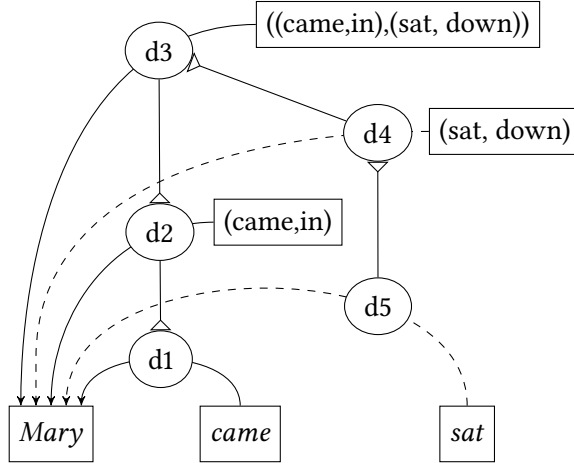 ((came,in),(sat, down))
d3
d4
(sat, down)
d2
(came,in)
d5
d1
Mary
came
sat